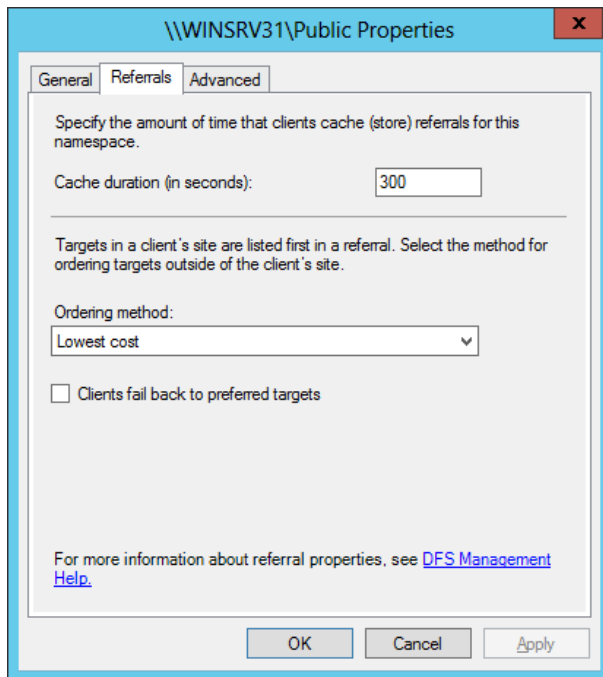 \\WINSRV31\Public Properties
x
General Referrals Advanced
Specify the amount of time that clients cache (store) referrals for this
namespace.
Cache duration (in seconds): 300
Targets in a client's site are listed first in a referral. Select the method for
ordering targets outside of the client's site.
Ordering method:
Lowest cost
Clients fail back to preferred targets
For more information about referral properties, see DFS Management
Help.
OK Cancel Apply